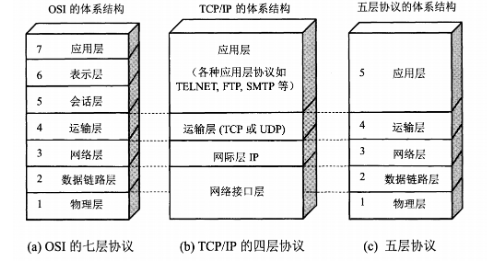 OSI 的体系结构
TCP/IP 的体系结构
五层协议的体系结构
7 应用层
6 表示层
5 会话层
4 运输层
3 网络层
2 数据链路层
1 物理层
应用层
(各种应用层协议如
TELNET, FTP, SMTP 等)
运输层 (TCP 或 UDP)
网际层 IP
网络接口层
5 应用层
4 运输层
3 网络层
2 数据链路层
1 物理层
(a) OSI 的七层协议
(b) TCP/IP 的四层协议
(c) 五层协议